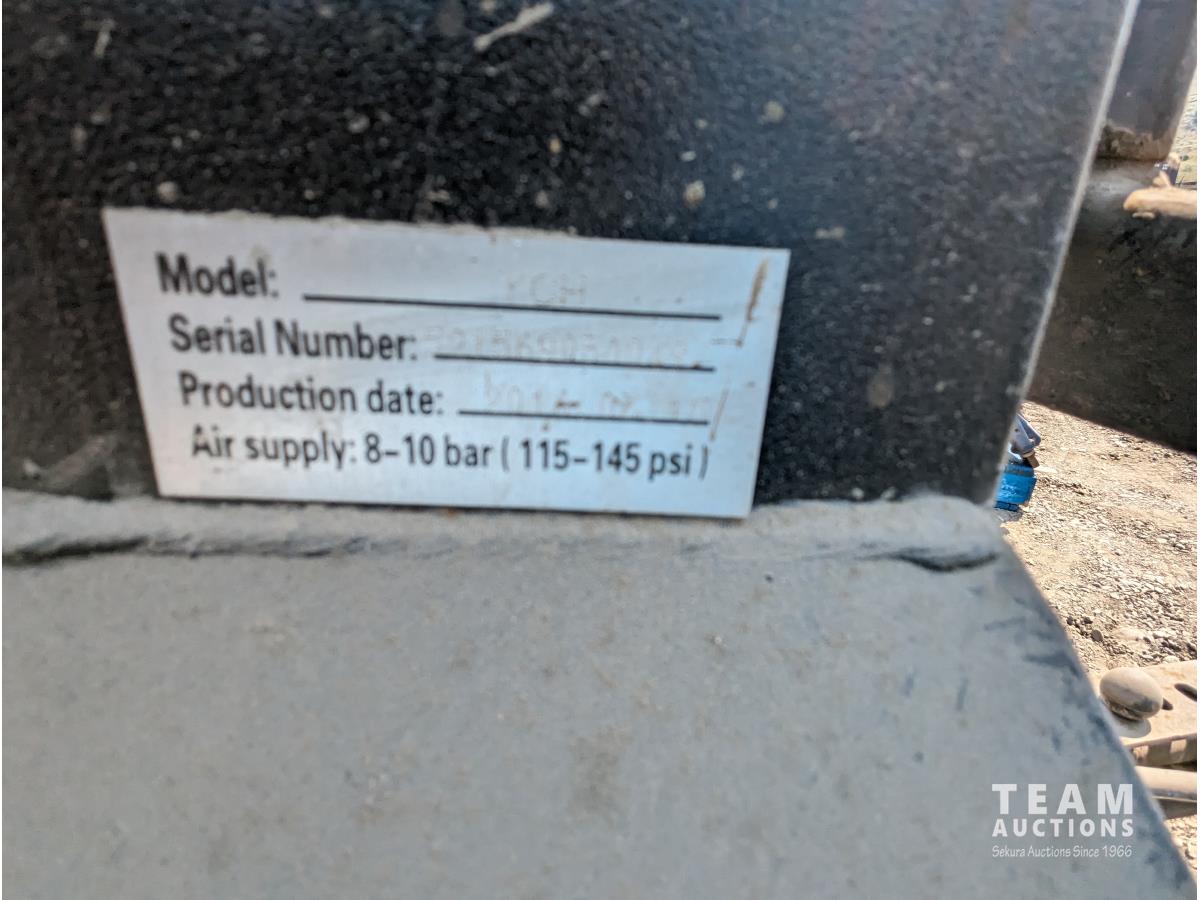 Model:
Serial Number:
Production date:
Air supply: 8-10 bar ( 115-145 psi )
TEAM
AUCTIONS
Sekura Auctions Since 1966